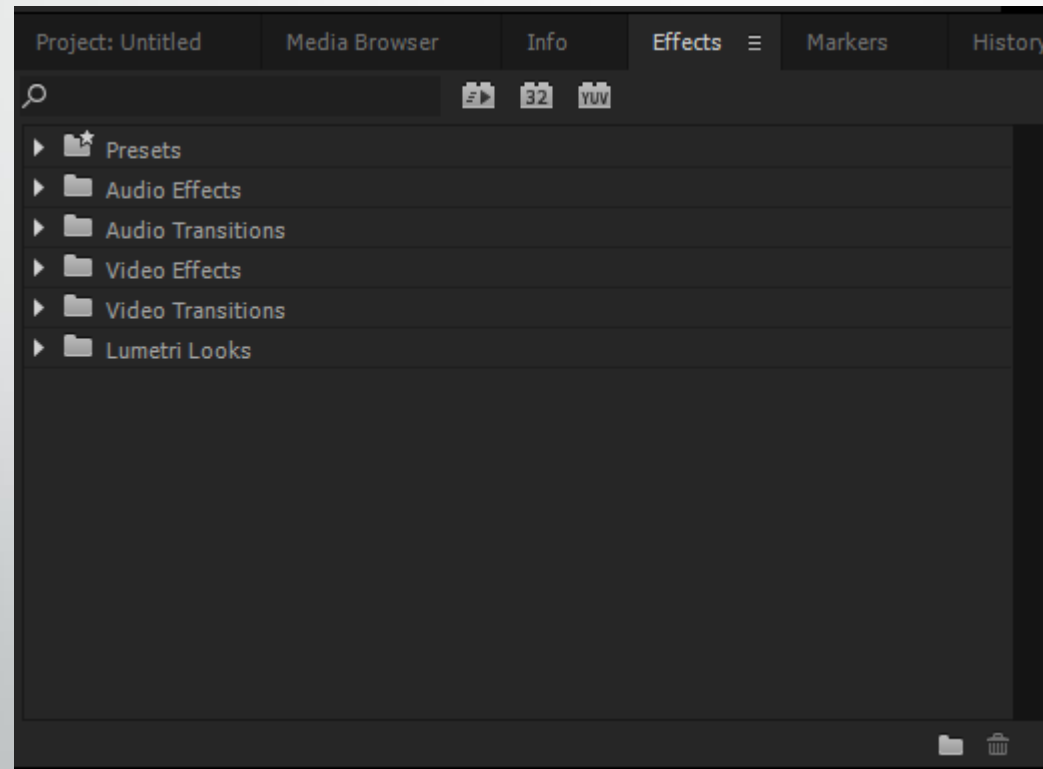 Project: Untitled Media Browser Info Effects Markers History
32 YUV
Presets
Audio Effects
Audio Transitions
Video Effects
Video Transitions
Lumetri Looks